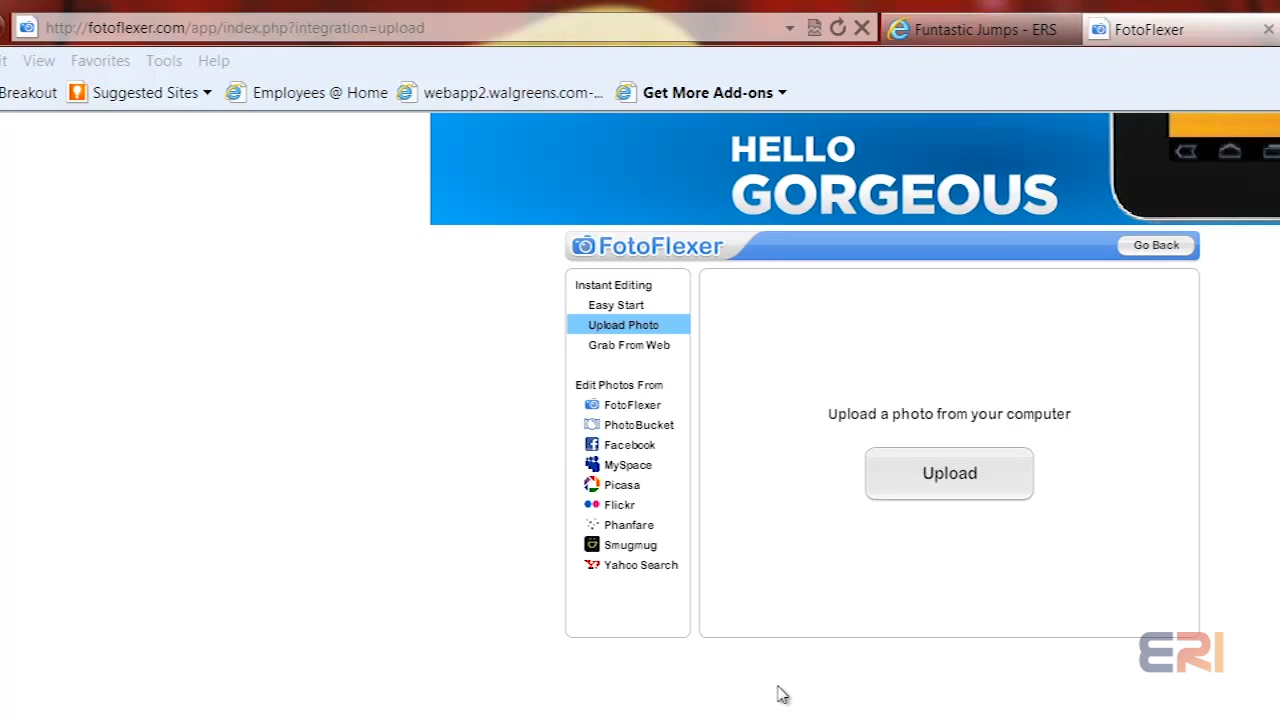 http://fotoflexer.com/app/index.php?integration=upload
Funtastic Jumps - ERS
FotoFlexer
it View Favorites Tools Help
Breakout Suggested Sites Employees @ Home webapp2.walgreens.com-... Get More Add-ons
HELLO
GORGEOUS
FotoFlexer
Go Back
Instant Editing
Easy Start
Upload Photo
Grab From Web
Edit Photos From
FotoFlexer
PhotoBucket
Facebook
MySpace
Picasa
Flickr
Phanfare
Smugmug
Yahoo Search
Upload a photo from your computer
Upload
ERI